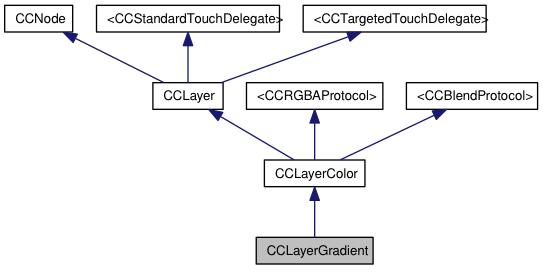 CCNode
<CCStandardTouchDelegate>
<CCTargetedTouchDelegate>
CCLayer
<CCRGBAProtocol>
<CCBlendProtocol>
CCLayerColor
CCLayerGradient